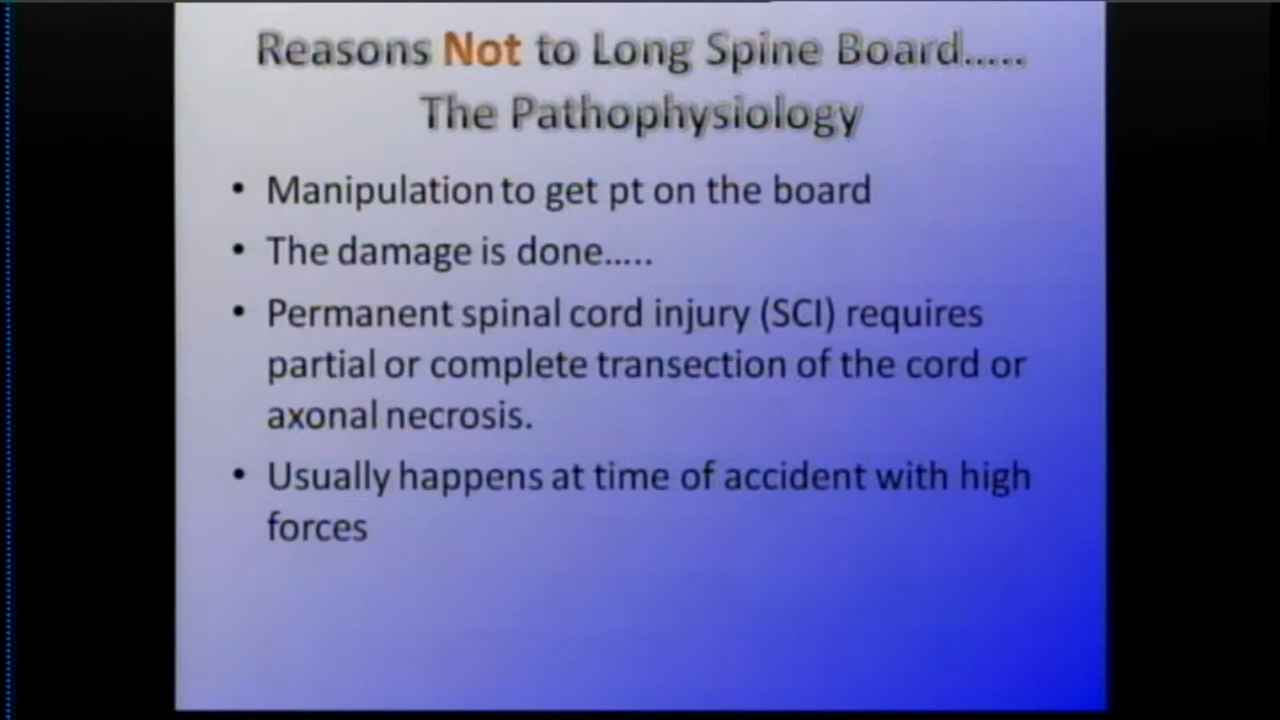 Reasons Not to Long Spine Board.....
The Pathophysiology
• Manipulation to get pt on the board
• The damage is done.....
• Permanent spinal cord injury (SCI) requires
partial or complete transection of the cord or
axonal necrosis.
• Usually happens at time of accident with high
forces